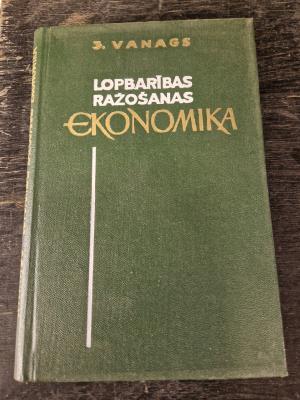 J. VANAGS
LOPBARĪBAS
RAŽOŠANAS
EKONOMIKA